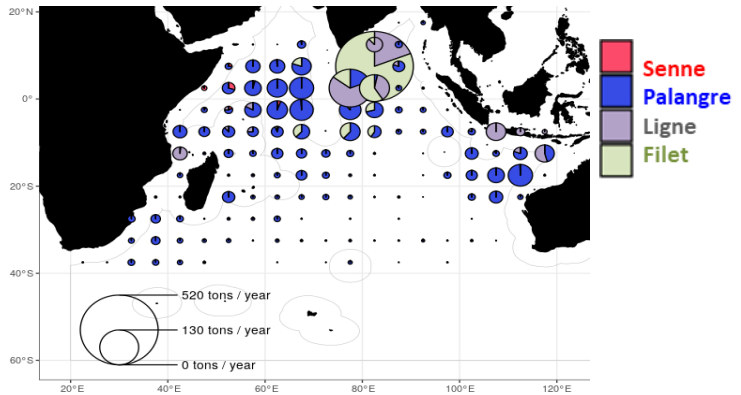 20°N
0°
20°S
40°S
60°S
20°E
40°E
60°E
80°E
100°E
120°E
520 tons / year
130 tons / year
0 tons / year
Senne
Palangre
Ligne
Filet